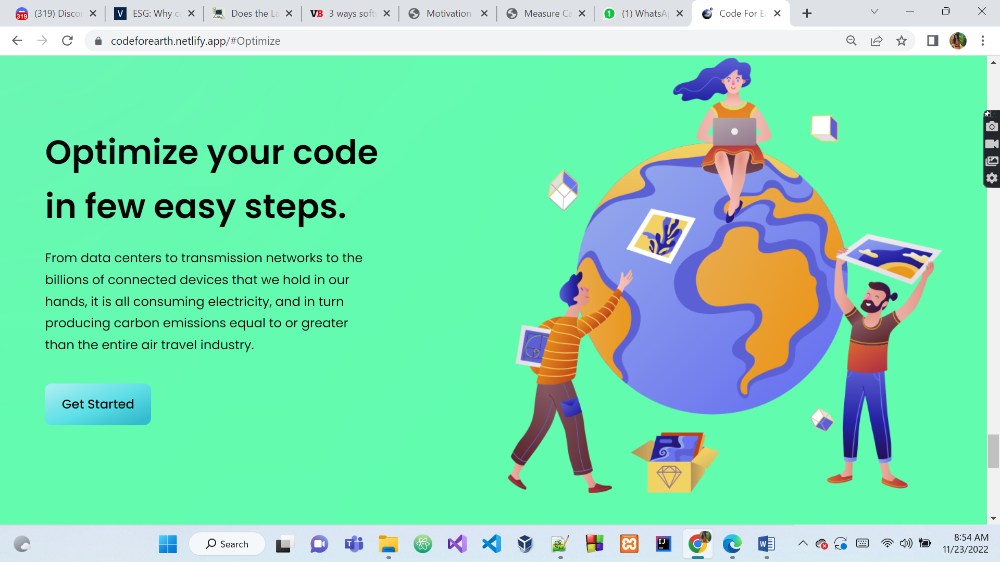 (319) Discor
ESG: Why ca
Does the La
3 ways soft
Motivation
Measure Ca
(1) WhatsAp
Code For Ea
codeforearth.netlify.app/#Optimize
Optimize your code
in few easy steps.
From data centers to transmission networks to the
billions of connected devices that we hold in our
hands, it is all consuming electricity, and in turn
producing carbon emissions equal to or greater
than the entire air travel industry.
Get Started
Search
8:54 AM
11/23/2022